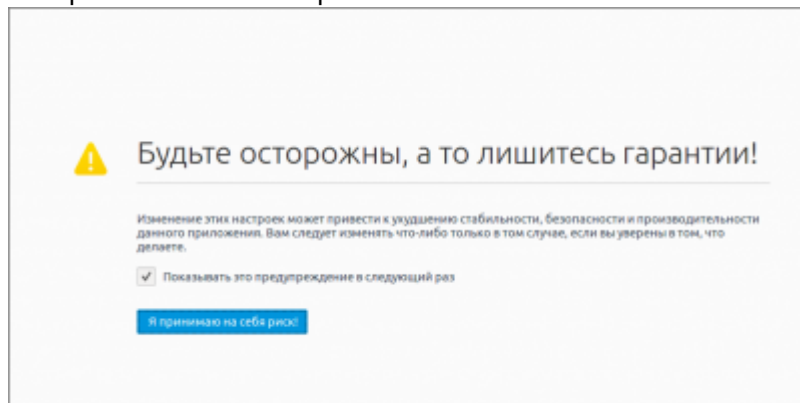 Будьте осторожны, а то лишитесь гарантии!
Изменение этих настроек может привести к ухудшению стабильности, безопасности и производительности
данного приложения. Вам следует изменять что-либо только в том случае, если вы уверены в том, что
делаете.
Показывать это предупреждение в следующий раз
Я принимаю на себя риск!